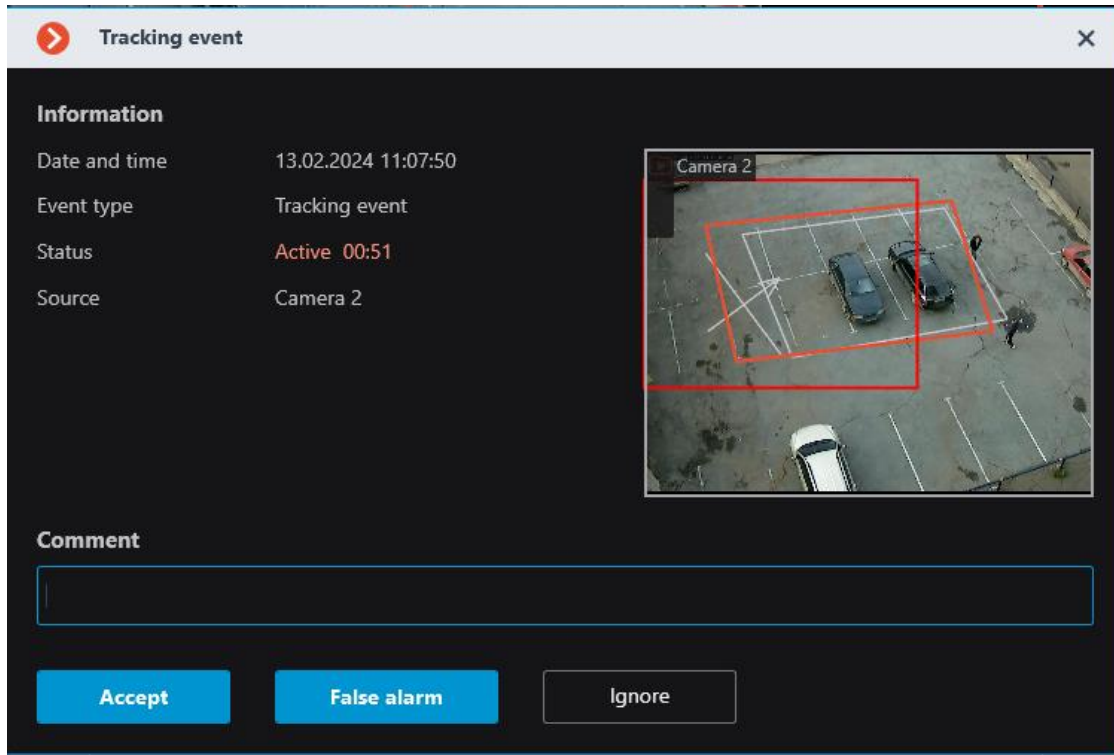 Tracking event
Information
Date and time 13.02.2024 11:07:50
Event type Tracking event
Status Active 00:51
Source Camera 2
Camera 2
Comment
Accept False alarm Ignore